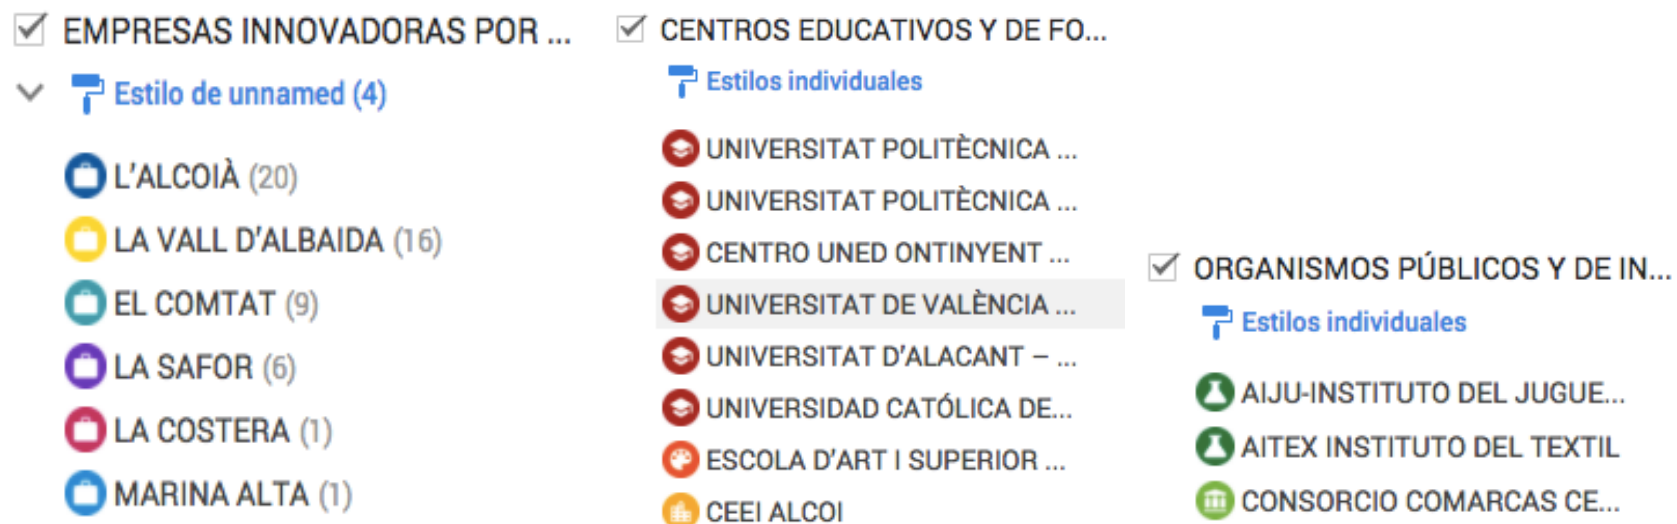 EMPRESAS INNOVADORAS POR ...
Estilo de unnamed (4)
L'ALCOIÀ (20)
LA VALL D'ALBAIDA (16)
EL COMTAT (9)
LA SAFOR (6)
LA COSTERA (1)
MARINA ALTA (1)
CENTROS EDUCATIVOS Y DE FO...
Estilos individuales
UNIVERSITAT POLITÈCNICA ...
UNIVERSITAT POLITÈCNICA ...
CENTRO UNED ONTINYENT ...
UNIVERSITAT DE VALÈNCIA ...
UNIVERSITAT D'ALACANT – ...
UNIVERSIDAD CATÓLICA DE...
ESCOLA D'ART I SUPERIOR ...
CEEI ALCOI
ORGANISMOS PÚBLICOS Y DE IN...
Estilos individuales
AIJU-INSTITUTO DEL JUGUE...
AITEX INSTITUTO DEL TEXTIL
CONSORCIO COMARCAS CE...